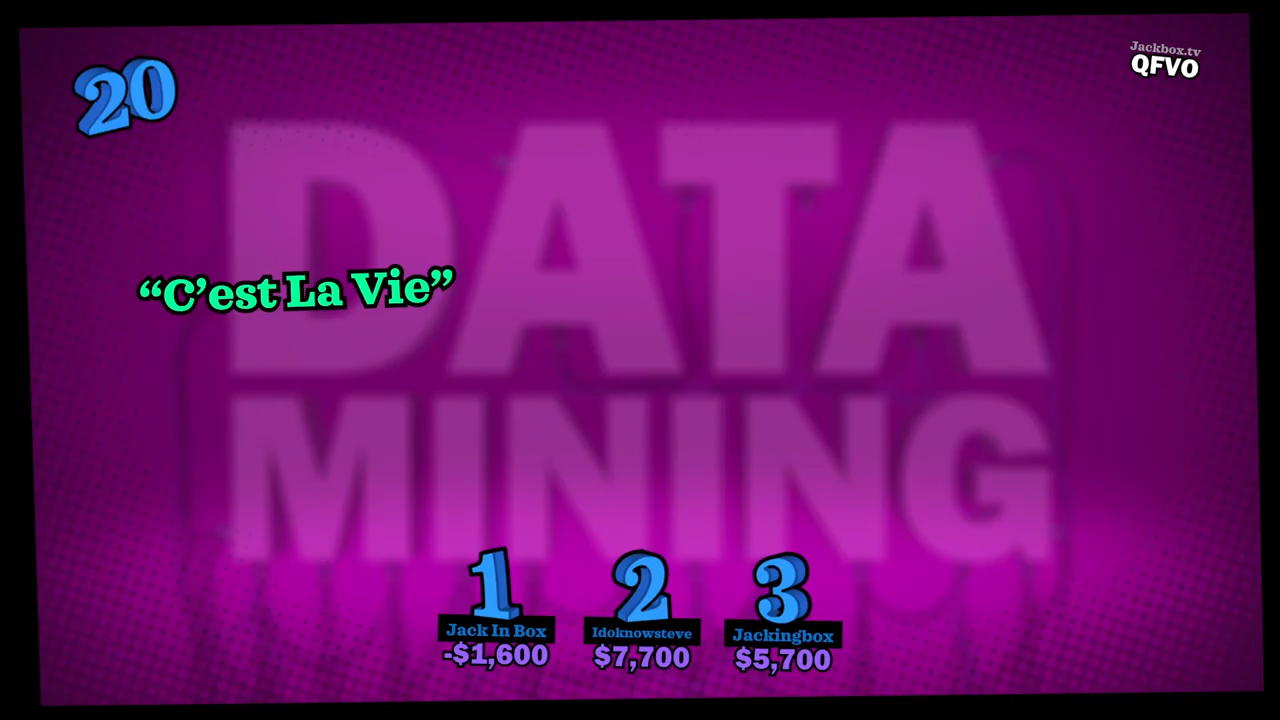 Jackbox.tv
QFVO
20
DATA
MINING
“C’est La Vie”
1
2
3
Jack In Box
Idoknowsteve
Jackingbox
-$1,600
$7,700
$5,700